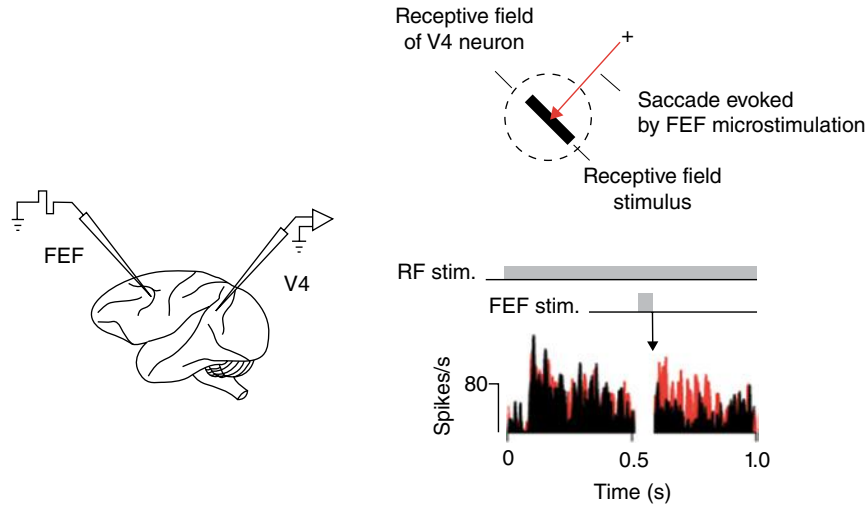 Receptive field
of V4 neuron
+
Saccade evoked
by FEF microstimulation
Receptive field
stimulus
FEF
V4
RF stim.
FEF stim.
Spikes/s
80
0
0.5
1.0
Time (s)